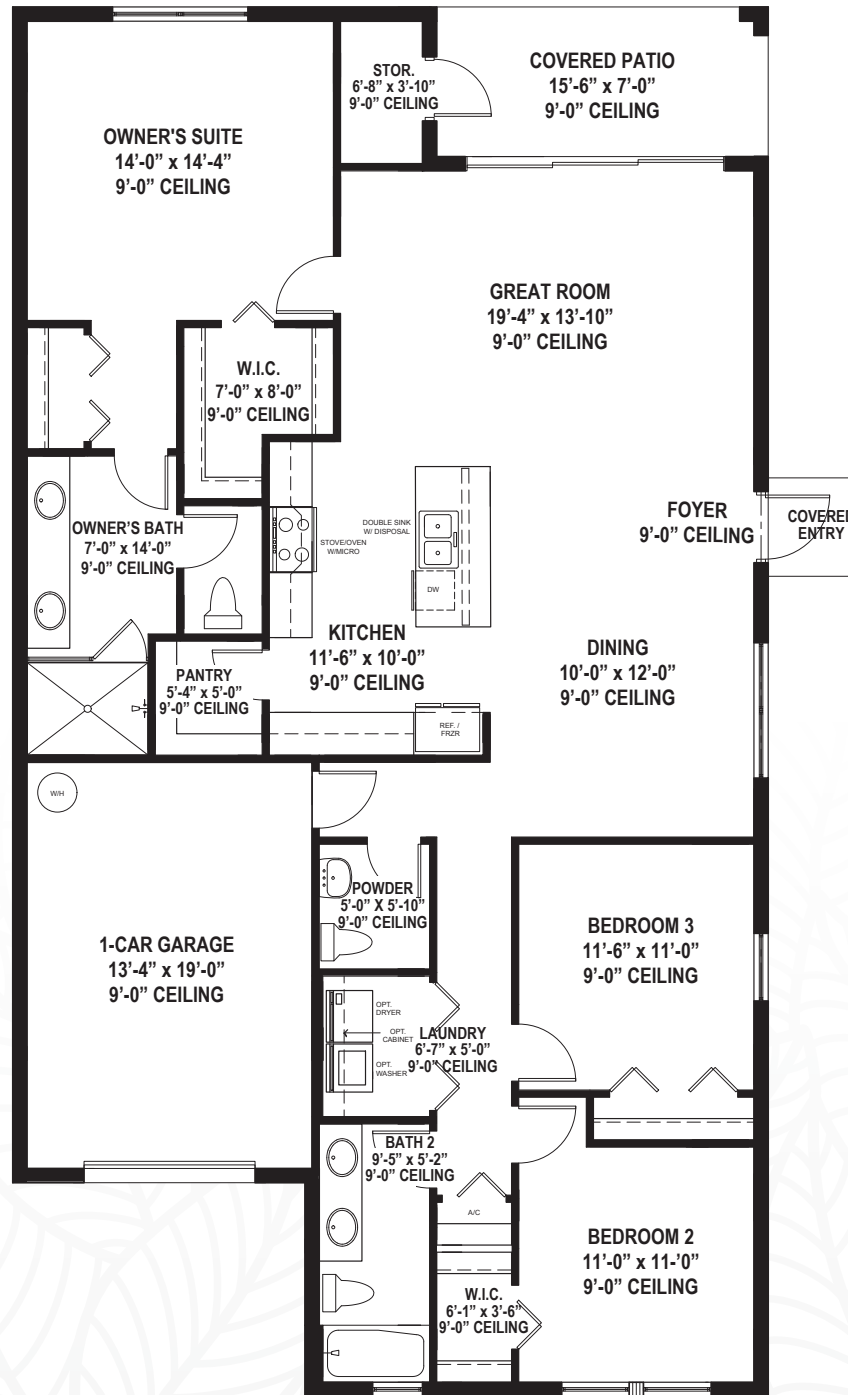 STOR.
6'-8” x 3'-10”
9'-0” CEILING
COVERED PATIO
15'-6” x 7'-0”
9'-0” CEILING
OWNER'S SUITE
14'-0” x 14'-4”
9'-0” CEILING
GREAT ROOM
19'-4” x 13'-10”
9'-0” CEILING
W.I.C.
7'-0” x 8'-0”
9'-0” CEILING
OWNER'S BATH
7'-0” x 14'-0”
9'-0” CEILING
STOVE/OVEN
W/MICRO
DOUBLE SINK
W/ DISPOSAL
DW
FOYER
9'-0” CEILING
COVERED
ENTRY
KITCHEN
11'-6” x 10'-0”
9'-0” CEILING
DINING
10'-0” x 12'-0”
9'-0” CEILING
PANTRY
5'-4” x 5'-0”
9'-0” CEILING
REF. /
FRZR
W/H
1-CAR GARAGE
13'-4” x 19'-0”
9'-0” CEILING
POWDER
5'-0” X 5'-10”
9'-0” CEILING
BEDROOM 3
11'-6” x 11'-0”
9'-0” CEILING
OPT.
DRYER
OPT.
CABINET
OPT.
WASHER
LAUNDRY
6'-7” x 5'-0”
9'-0” CEILING
BATH 2
9'-5” x 5'-2”
9'-0” CEILING
A/C
BEDROOM 2
11'-0” x 11-'0”
9'-0” CEILING
W.I.C.
6'-1” x 3'-6”
9'-0” CEILING